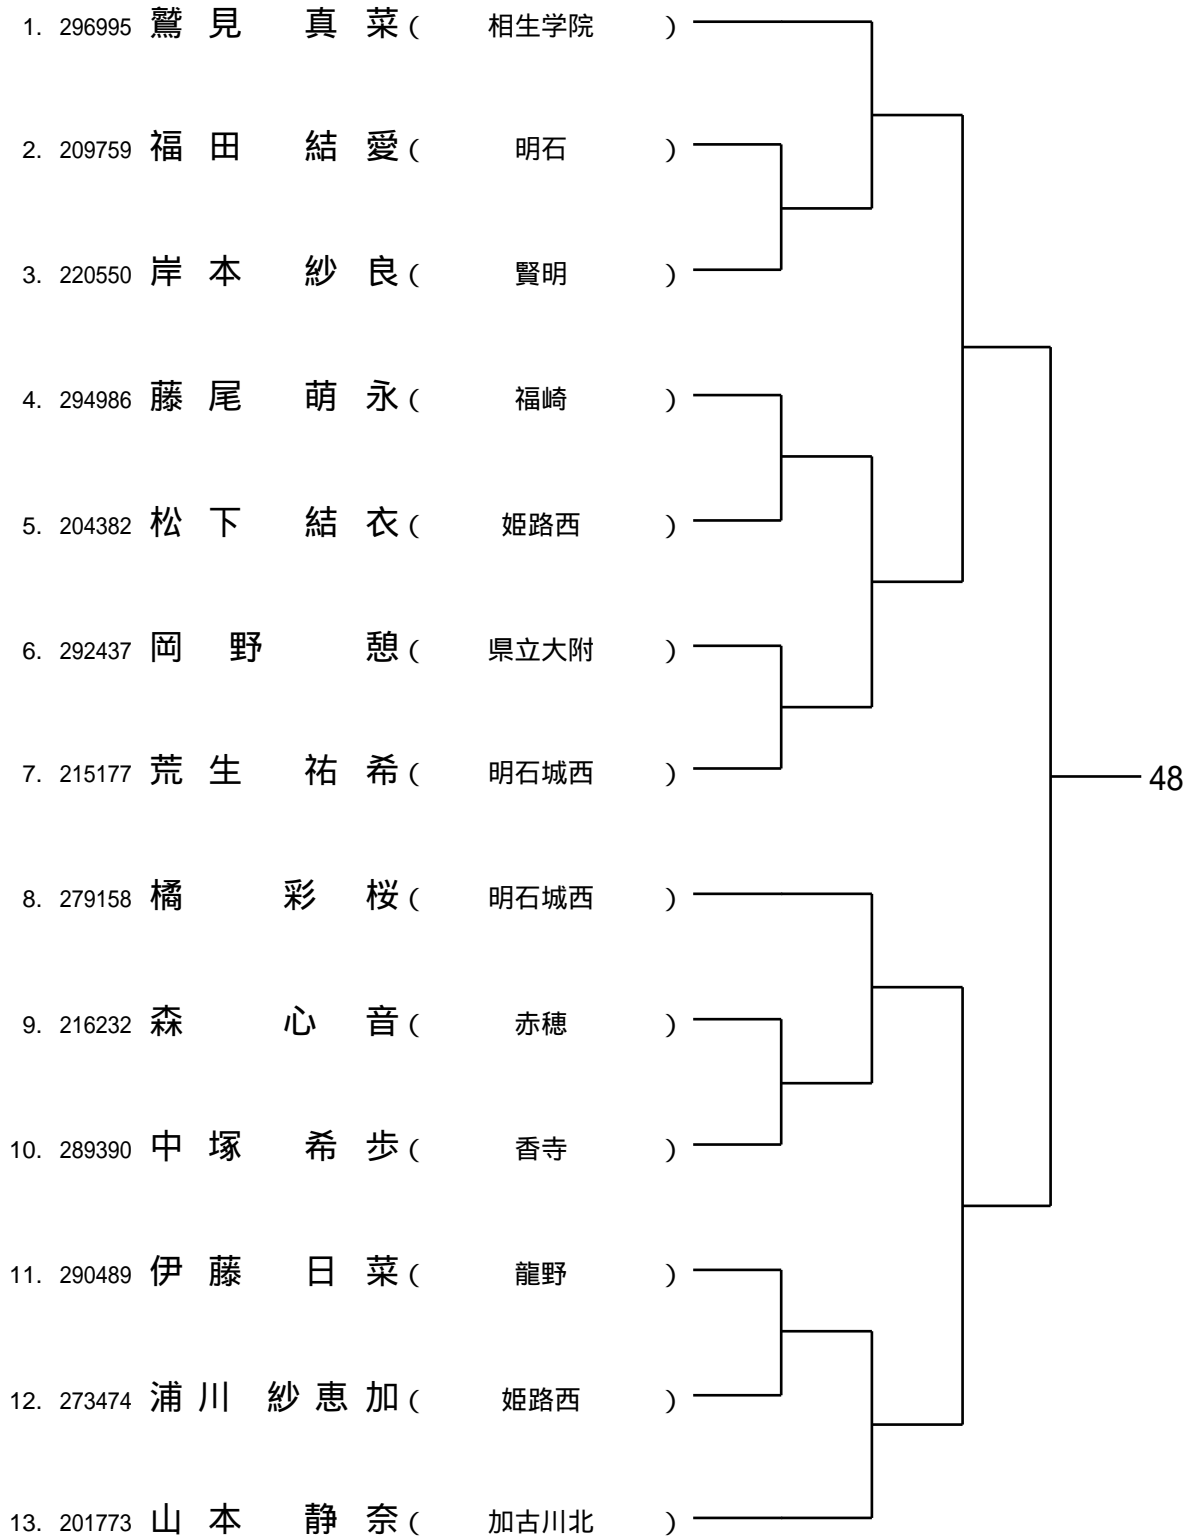 1. 296995 鷲見 真菜 ( 相生学院 )
2. 209759 福田 結愛 ( 明石 )
3. 220550 岸本 紗良 ( 賢明 )
4. 294986 藤尾 萌永 ( 福崎 )
5. 204382 松下 結衣 ( 姫路西 )
6. 292437 岡野 憩 ( 県立大附 )
7. 215177 荒生 祐希 ( 明石城西 )
48
8. 279158 橘 彩桜 ( 明石城西 )
9. 216232 森 心音 ( 赤穂 )
10. 289390 中塚 希歩 ( 香寺 )
11. 290489 伊藤 日菜 ( 龍野 )
12. 273474 浦川 紗恵加 ( 姫路西 )
13. 201773 山本 静奈 ( 加古川北 )